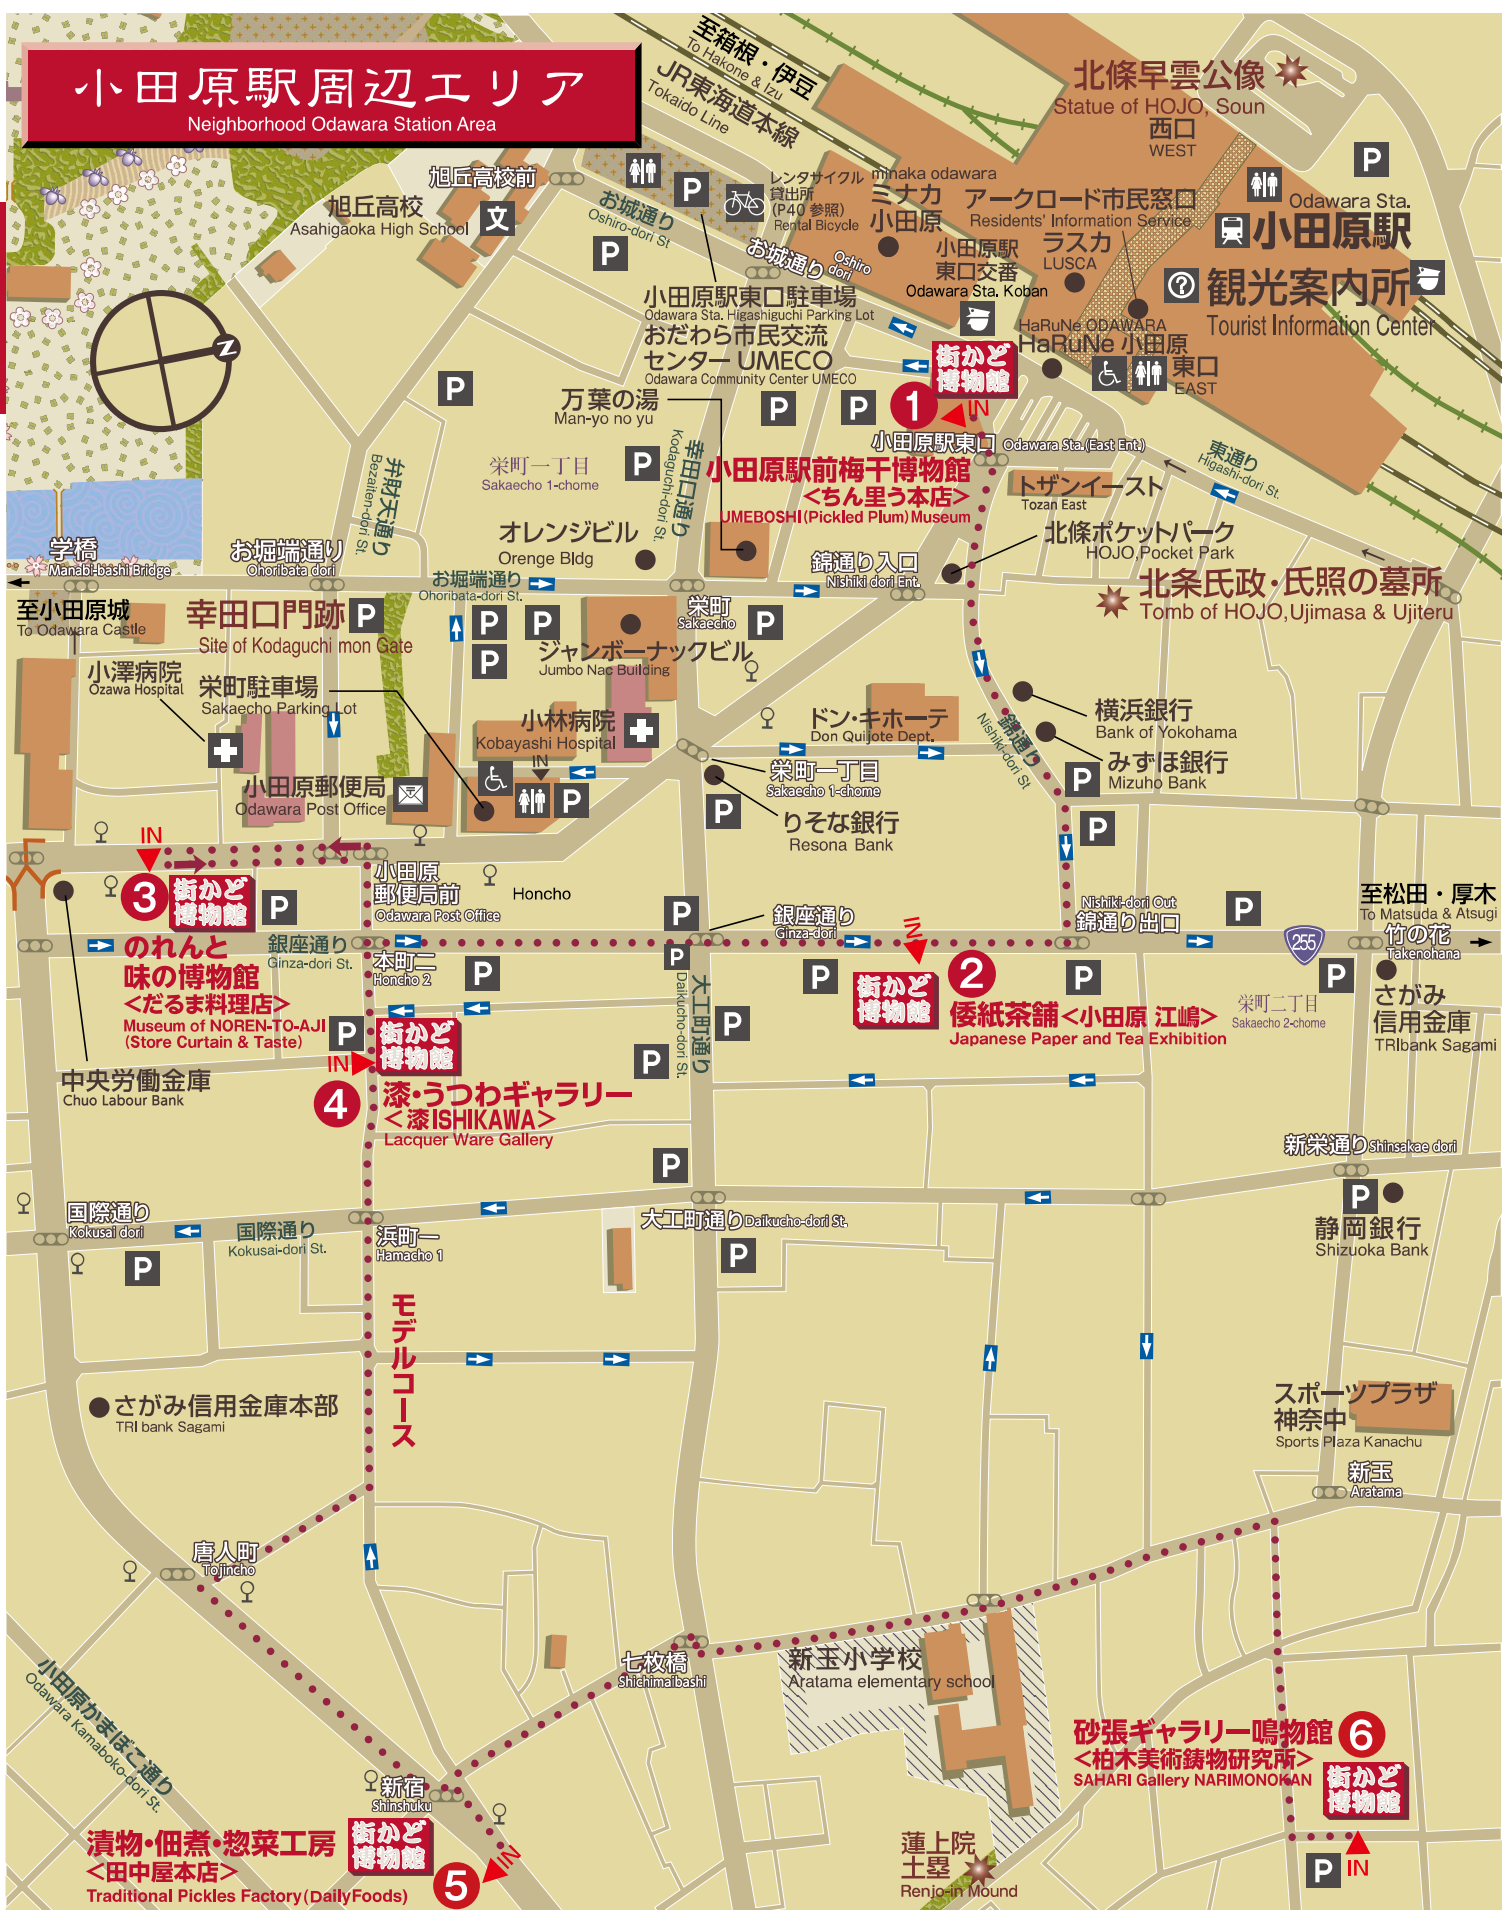 小田原駅周辺エリア
Neighborhood Odawara Station Area
至箱根・伊豆
To Hakone & Izu
JR東海道本線
Tokaido Line
北條早雲公像
Statue of HOJO, Soun
西口
WEST
P
旭丘高校前
旭丘高校
Asahigaoka High School
文
お城通り
Oshiro-dori St
P
P
レンタサイクル
貸出所
(P40 参照)
Rental Bicycle
minaka odawara
ミナカ
小田原
アークロード市民窓口
Residents' Information Service
Odawara Sta.
小田原駅
お城通り
Oshiro
dori
小田原駅
東口交番
Odawara Sta. Koban
ラスカ
LUSCA
?
観光案内所
Tourist Information Center
小田原駅東口駐車場
Odawara Sta. Higashiguchi Parking Lot
おだわら市民交流
センター UMECO
Odawara Community Center UMECO
HaRuNe ODAWARA
HaRuNe 小田原
東口
EAST
N
街かど
博物館
1
IN
P
P
P
万葉の湯
Man-yo no yu
小田原駅東口
Odawara Sta.(East Ent.)
東通り
Higashi-dori St.
弁財天通り
Bezaiten-dori St.
栄町一丁目
Sakaecho 1-chome
P
幸田口通り
Kodaguchi-dori St.
小田原駅前梅干博物館
<ちん里う本店>
UMEBOSHI(Pickled Plum)Museum
トザンイースト
Tozan East
北條ポケットパーク
HOJO,Pocket Park
オレンジビル
Orenge Bldg
学橋
Manabi-bashi Bridge
お堀端通り
Ohoribata dori
お堀端通り
Ohoribata-dori St.
錦通り入口
Nishiki dori Ent.
北条氏政・氏照の墓所
Tomb of HOJO,Ujimasa & Ujiteru
至小田原城
To Odawara Castle
幸田口門跡
Site of Kodaguchi mon Gate
P
P
P
P
栄町
Sakaecho
P
ジャンボーナックビル
Jumbo Nac Building
小澤病院
Ozawa Hospital
栄町駐車場
Sakaecho Parking Lot
小林病院
Kobayashi Hospital
IN
ドン・キホーテ
Don Quijote Dept.
錦通り
Nishiki-dori St
横浜銀行
Bank of Yokohama
みずほ銀行
Mizuho Bank
小田原郵便局
Odawara Post Office
P
栄町一丁目
Sakaecho 1-chome
P
りそな銀行
Resona Bank
P
P
IN
3
街かど
博物館
P
小田原
郵便局前
Odawara Post Office
Honcho
P
銀座通り
Ginza-dori
IN
Nishiki-dori Out
錦通り出口
P
至松田・厚木
To Matsuda & Atsugi
255
竹の花
Takenohana
のれんと
味の博物館
<だるま料理店>
Museum of NOREN-TO-AJI
(Store Curtain & Taste)
銀座通り
Ginza-dori St.
本町二
Honcho 2
P
P
大工町通り
Daikucho-dori St.
P
街かど
博物館
2
倭紙茶舗<小田原 江嶋>
Japanese Paper and Tea Exhibition
P
栄町二丁目
Sakaecho 2-chome
P
さがみ
信用金庫
TRIbank Sagami
P
街かど
博物館
P
P
IN
4
漆・うつわギャラリー
<漆ISHIKAWA>
Lacquer Ware Gallery
中央労働金庫
Chuo Labour Bank
新栄通り
Shinsakae dori
P
国際通り
Kokusai dori
国際通り
Kokusai-dori St.
浜町一
Hamacho 1
大工町通り
Daikucho-dori St.
P
静岡銀行
Shizuoka Bank
P
P
モデルコース
さがみ信用金庫本部
TRI bank Sagami
スポーツプラザ
神奈中
Sports Plaza Kanachu
新玉
Aratama
唐人町
Tojincho
七枚橋
Shichimaibashi
新玉小学校
Aratama elementary school
小田原かまぼこ通り
Odawara Kamaboko-dori St.
砂張ギャラリー鳴物館
<柏木美術鋳物研究所>
SAHARI Gallery NARIMONOKAN
6
街かど
博物館
新宿
Shinshuku
漬物・佃煮・惣菜工房
<田中屋本店>
Traditional Pickles Factory(DailyFoods)
街かど
博物館
5
IN
蓮上院
土塁
Renjo-in Mound
P
IN